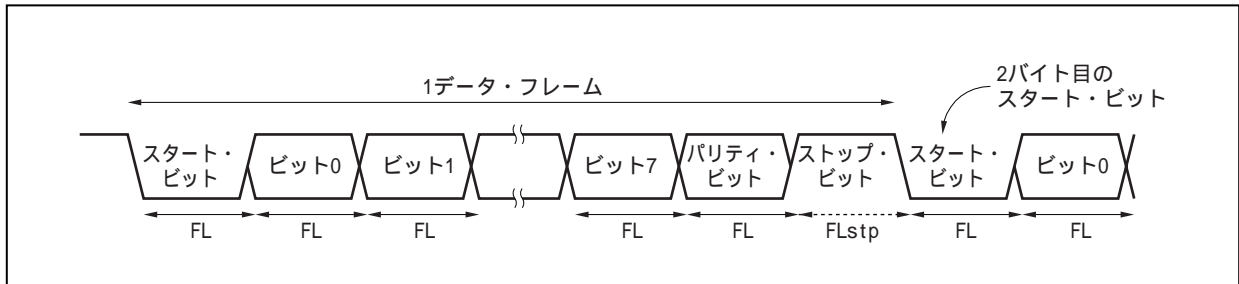 1データ・フレーム
2バイト目の
スタート・ビット
スタート・
ビット
ビット0
ビット1
ビット7
パリティ・
ビット
ストップ・
ビット
スタート・
ビット
ビット0
FL
FL
FL
FL
FL
FLstp
FL
FL